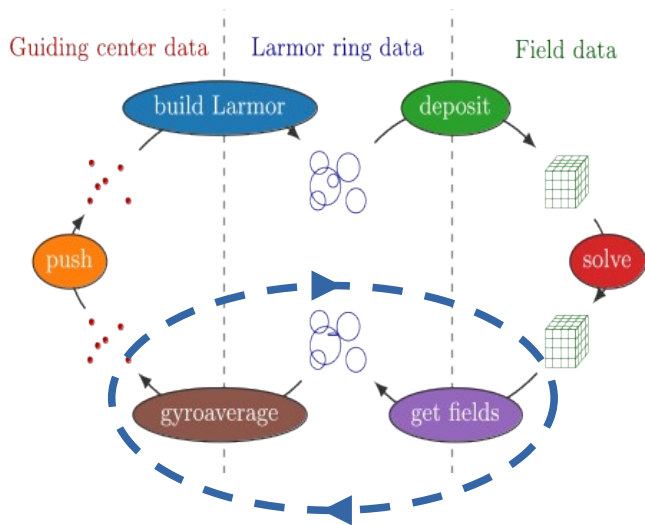 Guiding center data
Larmor ring data
Field data
build Larmor
deposit
push
solve
gyroaverage
get fields